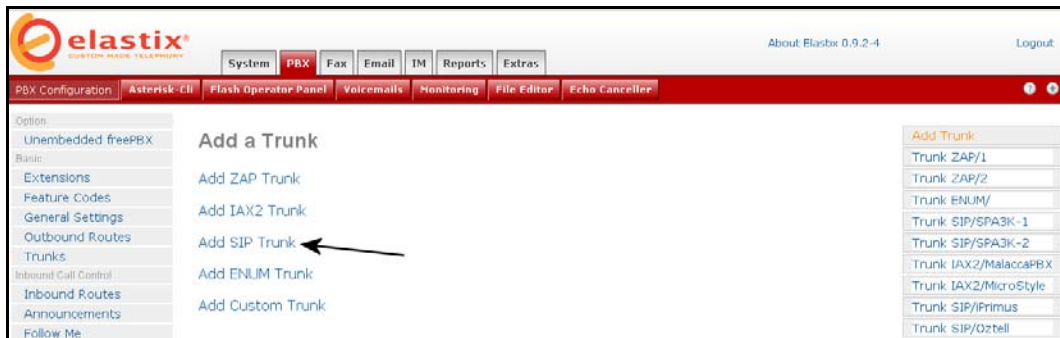 elastix®
CUSTOM MADE TELEPHONY
System PBX Fax Email IM Reports Extras
About Elastix 0.9.2-4
Logout
PBX Configuration Asterisk-Cli Flash Operator Panel Voicemails Monitoring File Editor Echo Canceller
Option
Unembedded freePBX
Basic
Extensions
Feature Codes
General Settings
Outbound Routes
Trunks
Inbound Call Control
Inbound Routes
Announcements
Follow Me
Add a Trunk
Add ZAP Trunk
Add IAX2 Trunk
Add SIP Trunk
Add ENUM Trunk
Add Custom Trunk
Add Trunk
Trunk ZAP/1
Trunk ZAP/2
Trunk ENUM/
Trunk SIP/SPA3K-1
Trunk SIP/SPA3K-2
Trunk IAX2/MalaccaPBX
Trunk IAX2/MicroStyle
Trunk SIP/iPrimus
Trunk SIP/Oztell